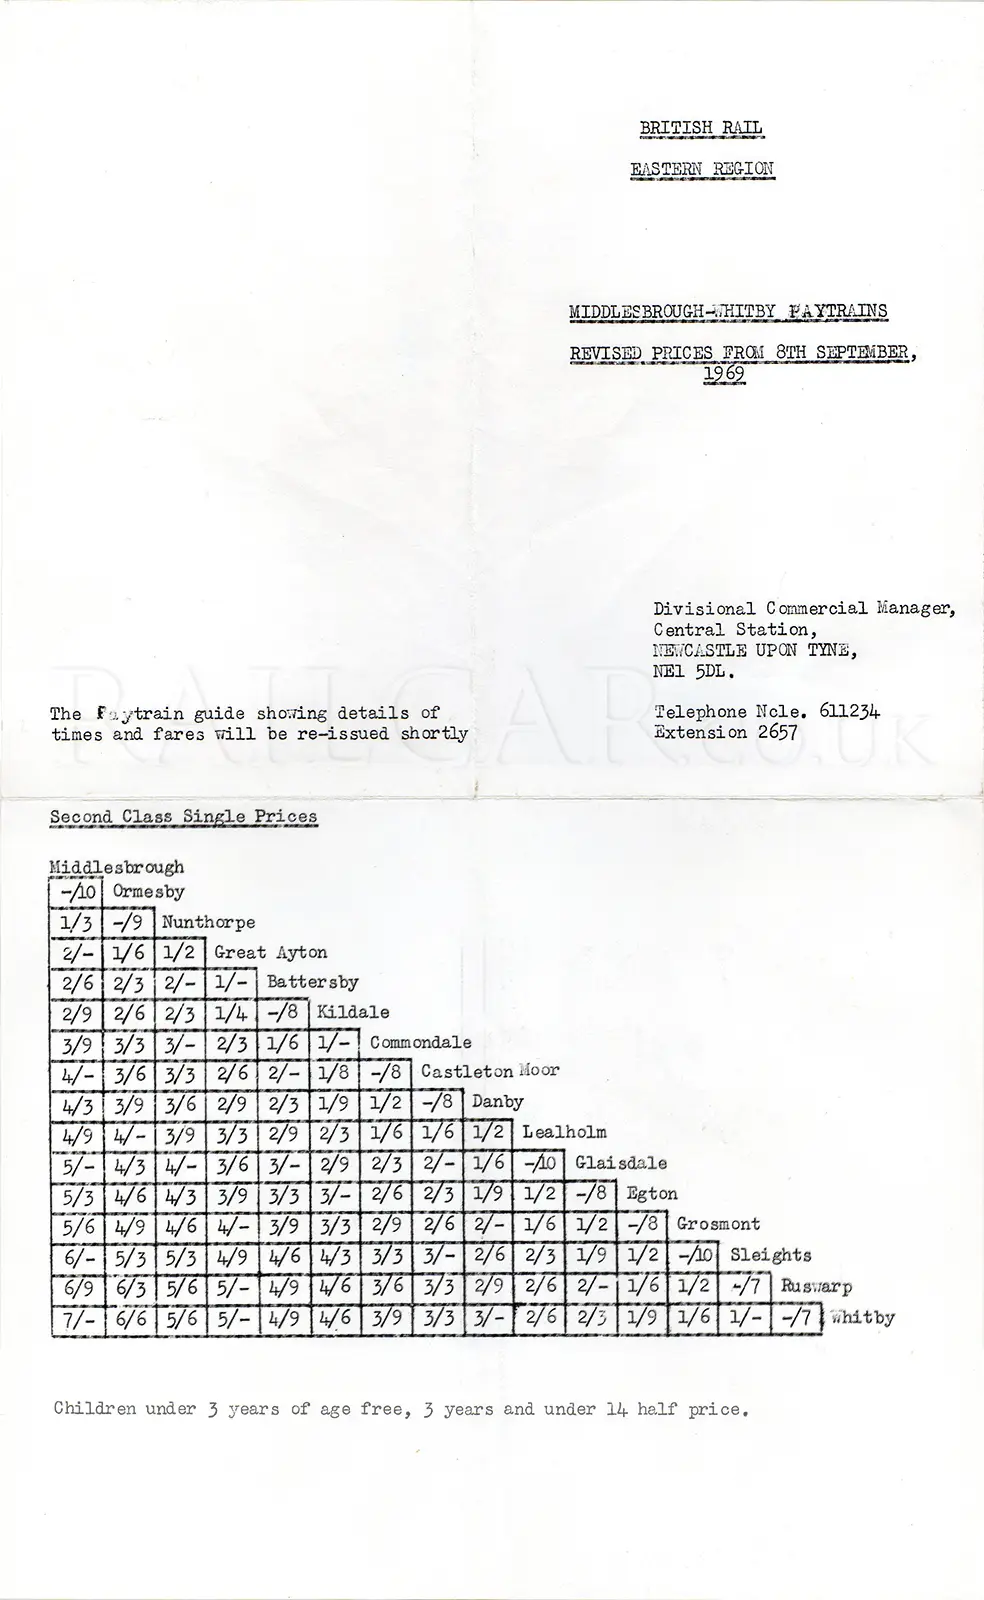 BRITISH RAIL
EASTERN REGION
MIDDLESBROUGH-WHITBY PAYTRAINS
REVISED PRICES FROM 8TH SEPTEMBER,
1969
Divisional Commercial Manager,
Central Station,
NEWCASTLE UPON TYNE,
NE1 5DL.
Telephone Ncle. 611234
Extension 2657
The Paytrain guide showing details of
times and fares will be re-issued shortly
RAILCAR.co.uk
Second Class Single Prices
Middlesbrough
-/10 Ormesby
1/3 -/9 Nunthorpe
2/- 1/6 1/2 Great Ayton
2/6 2/3 2/- 1/- Battersby
2/9 2/6 2/3 1/4 -/8 Kildale
3/9 3/3 3/- 2/3 1/6 1/- Commondale
4/- 3/6 3/3 2/6 2/- 1/8 -/8 Castleton Moor
4/3 3/9 3/6 2/9 2/3 1/9 1/2 -/8 Danby
4/9 4/- 3/9 3/3 2/9 2/3 1/6 1/6 1/2 Lealholm
5/- 4/3 4/- 3/6 3/- 2/9 2/3 2/- 1/6 -/10 Glaisdale
5/3 4/6 4/3 3/9 3/3 3/- 2/6 2/3 1/9 1/2 -/8 Egton
5/6 4/9 4/6 4/- 3/9 3/3 2/9 2/6 2/- 1/6 1/2 -/8 Grosmont
6/- 5/3 5/3 4/9 4/6 4/3 3/3 3/- 2/6 2/3 1/9 1/2 -/10 Sleights
6/9 6/3 5/6 5/- 4/9 4/6 3/6 3/3 2/9 2/6 2/- 1/6 1/2 -/7 Ruswarp
7/- 6/6 5/6 5/- 4/9 4/6 3/9 3/3 3/- 2/6 2/3 1/9 1/6 1/- -/7 Whitby
Children under 3 years of age free, 3 years and under 14 half price.